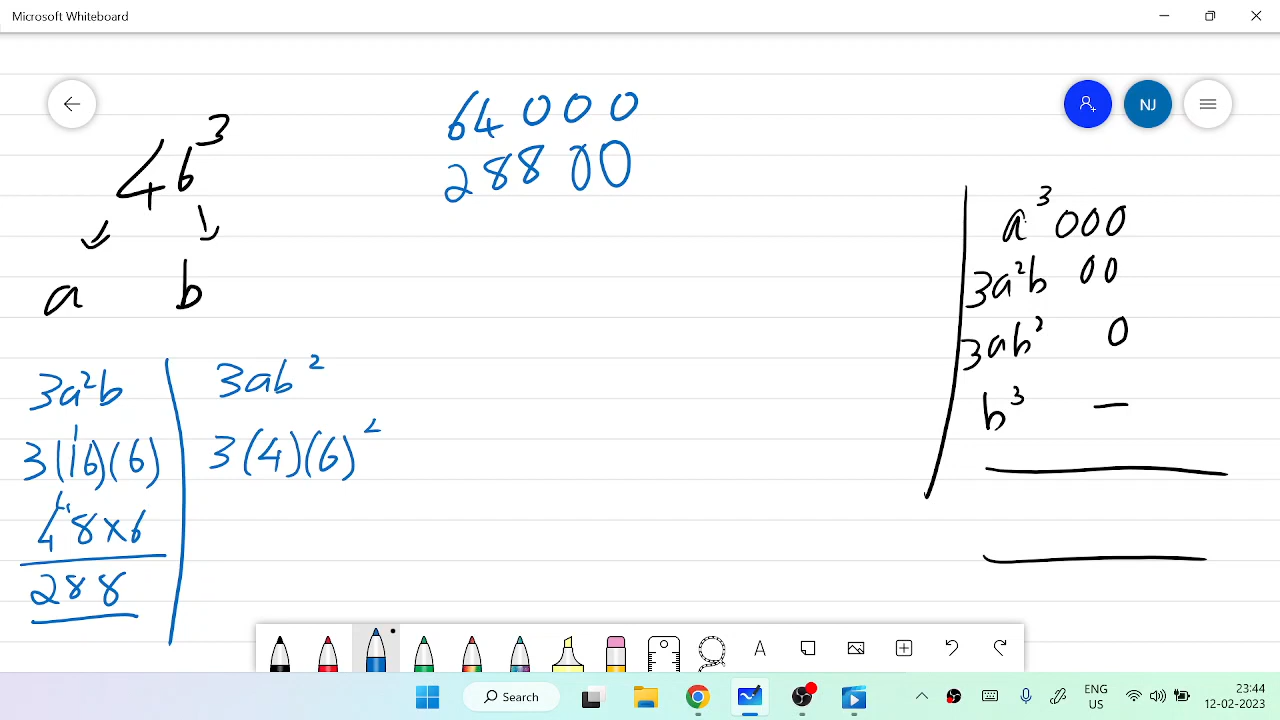 Microsoft Whiteboard
NJ
46³
a b
64000
28800
a³000
3a²b 00
3ab² 0
b³ –
3a²b
3(16)(6)
48×6
288
3ab²
3(4)(6)²
A
Search
ENG
US
23:44
12-02-2023